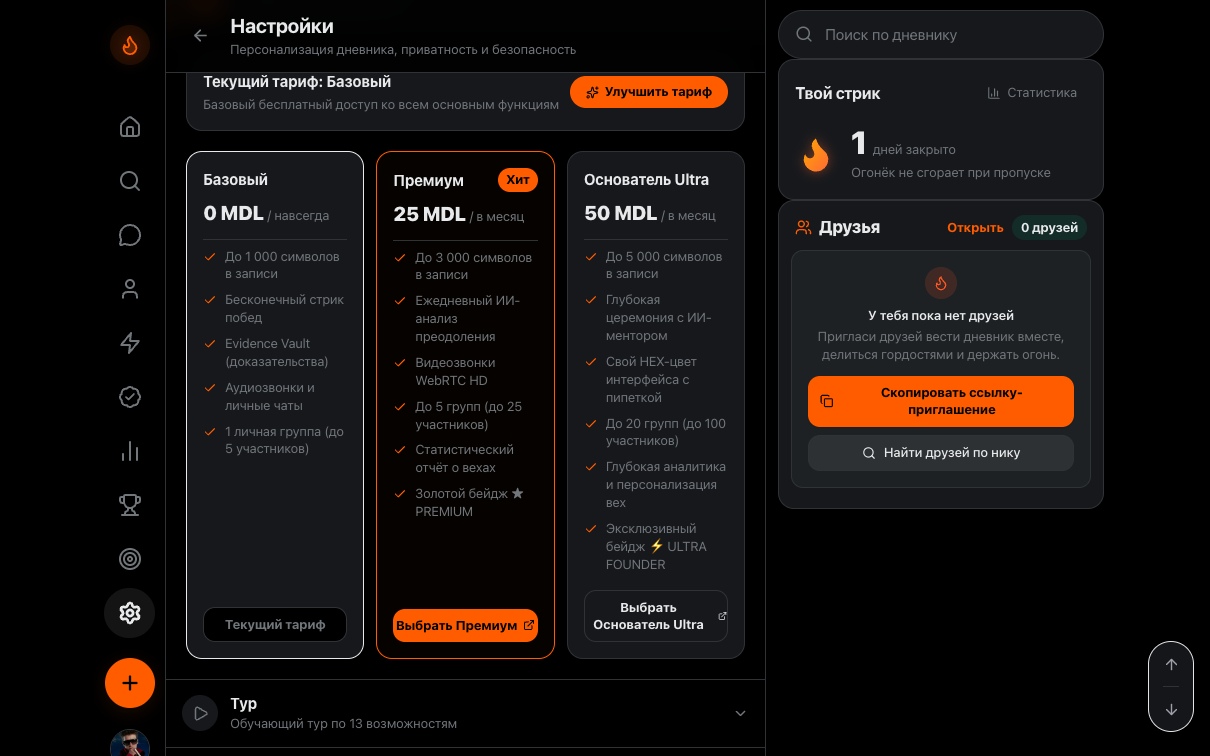 Настройки
Персонализация дневника, приватность и безопасность
Текущий тариф: Базовый
Базовый бесплатный доступ ко всем основным функциям
Улучшить тариф
Базовый
0 MDL / навсегда
До 1 000 символов
в записи
Бесконечный стрик
побед
Evidence Vault
(доказательства)
Аудиозвонки и
личные чаты
1 личная группа (до
5 участников)
Текущий тариф
Премиум
Хит
25 MDL / в месяц
До 3 000 символов
в записи
Ежедневный ИИ-
анализ
преодоления
Видеозвонки
WebRTC HD
До 5 групп (до 25
участников)
Статистический
отчёт о вехах
Золотой бейдж ★
PREMIUM
Выбрать Премиум
Основатель Ultra
50 MDL / в месяц
До 5 000 символов
в записи
Глубокая
церемония с ИИ-
ментором
Свой HEX-цвет
интерфейса с
пипеткой
До 20 групп (до 100
участников)
Глубокая аналитика
и персонализация
вех
Эксклюзивный
бейдж ⚡ ULTRA
FOUNDER
Выбрать
Основатель Ultra
Тур
Обучающий тур по 13 возможностям
Поиск по дневнику
Твой стрик
Статистика
1 дней закрыто
Огонёк не сгорает при пропуске
Друзья
Открыть
0 друзей
У тебя пока нет друзей
Пригласи друзей вести дневник вместе,
делиться гордостями и держать огонь.
Скопировать ссылку-
приглашение
Найти друзей по нику